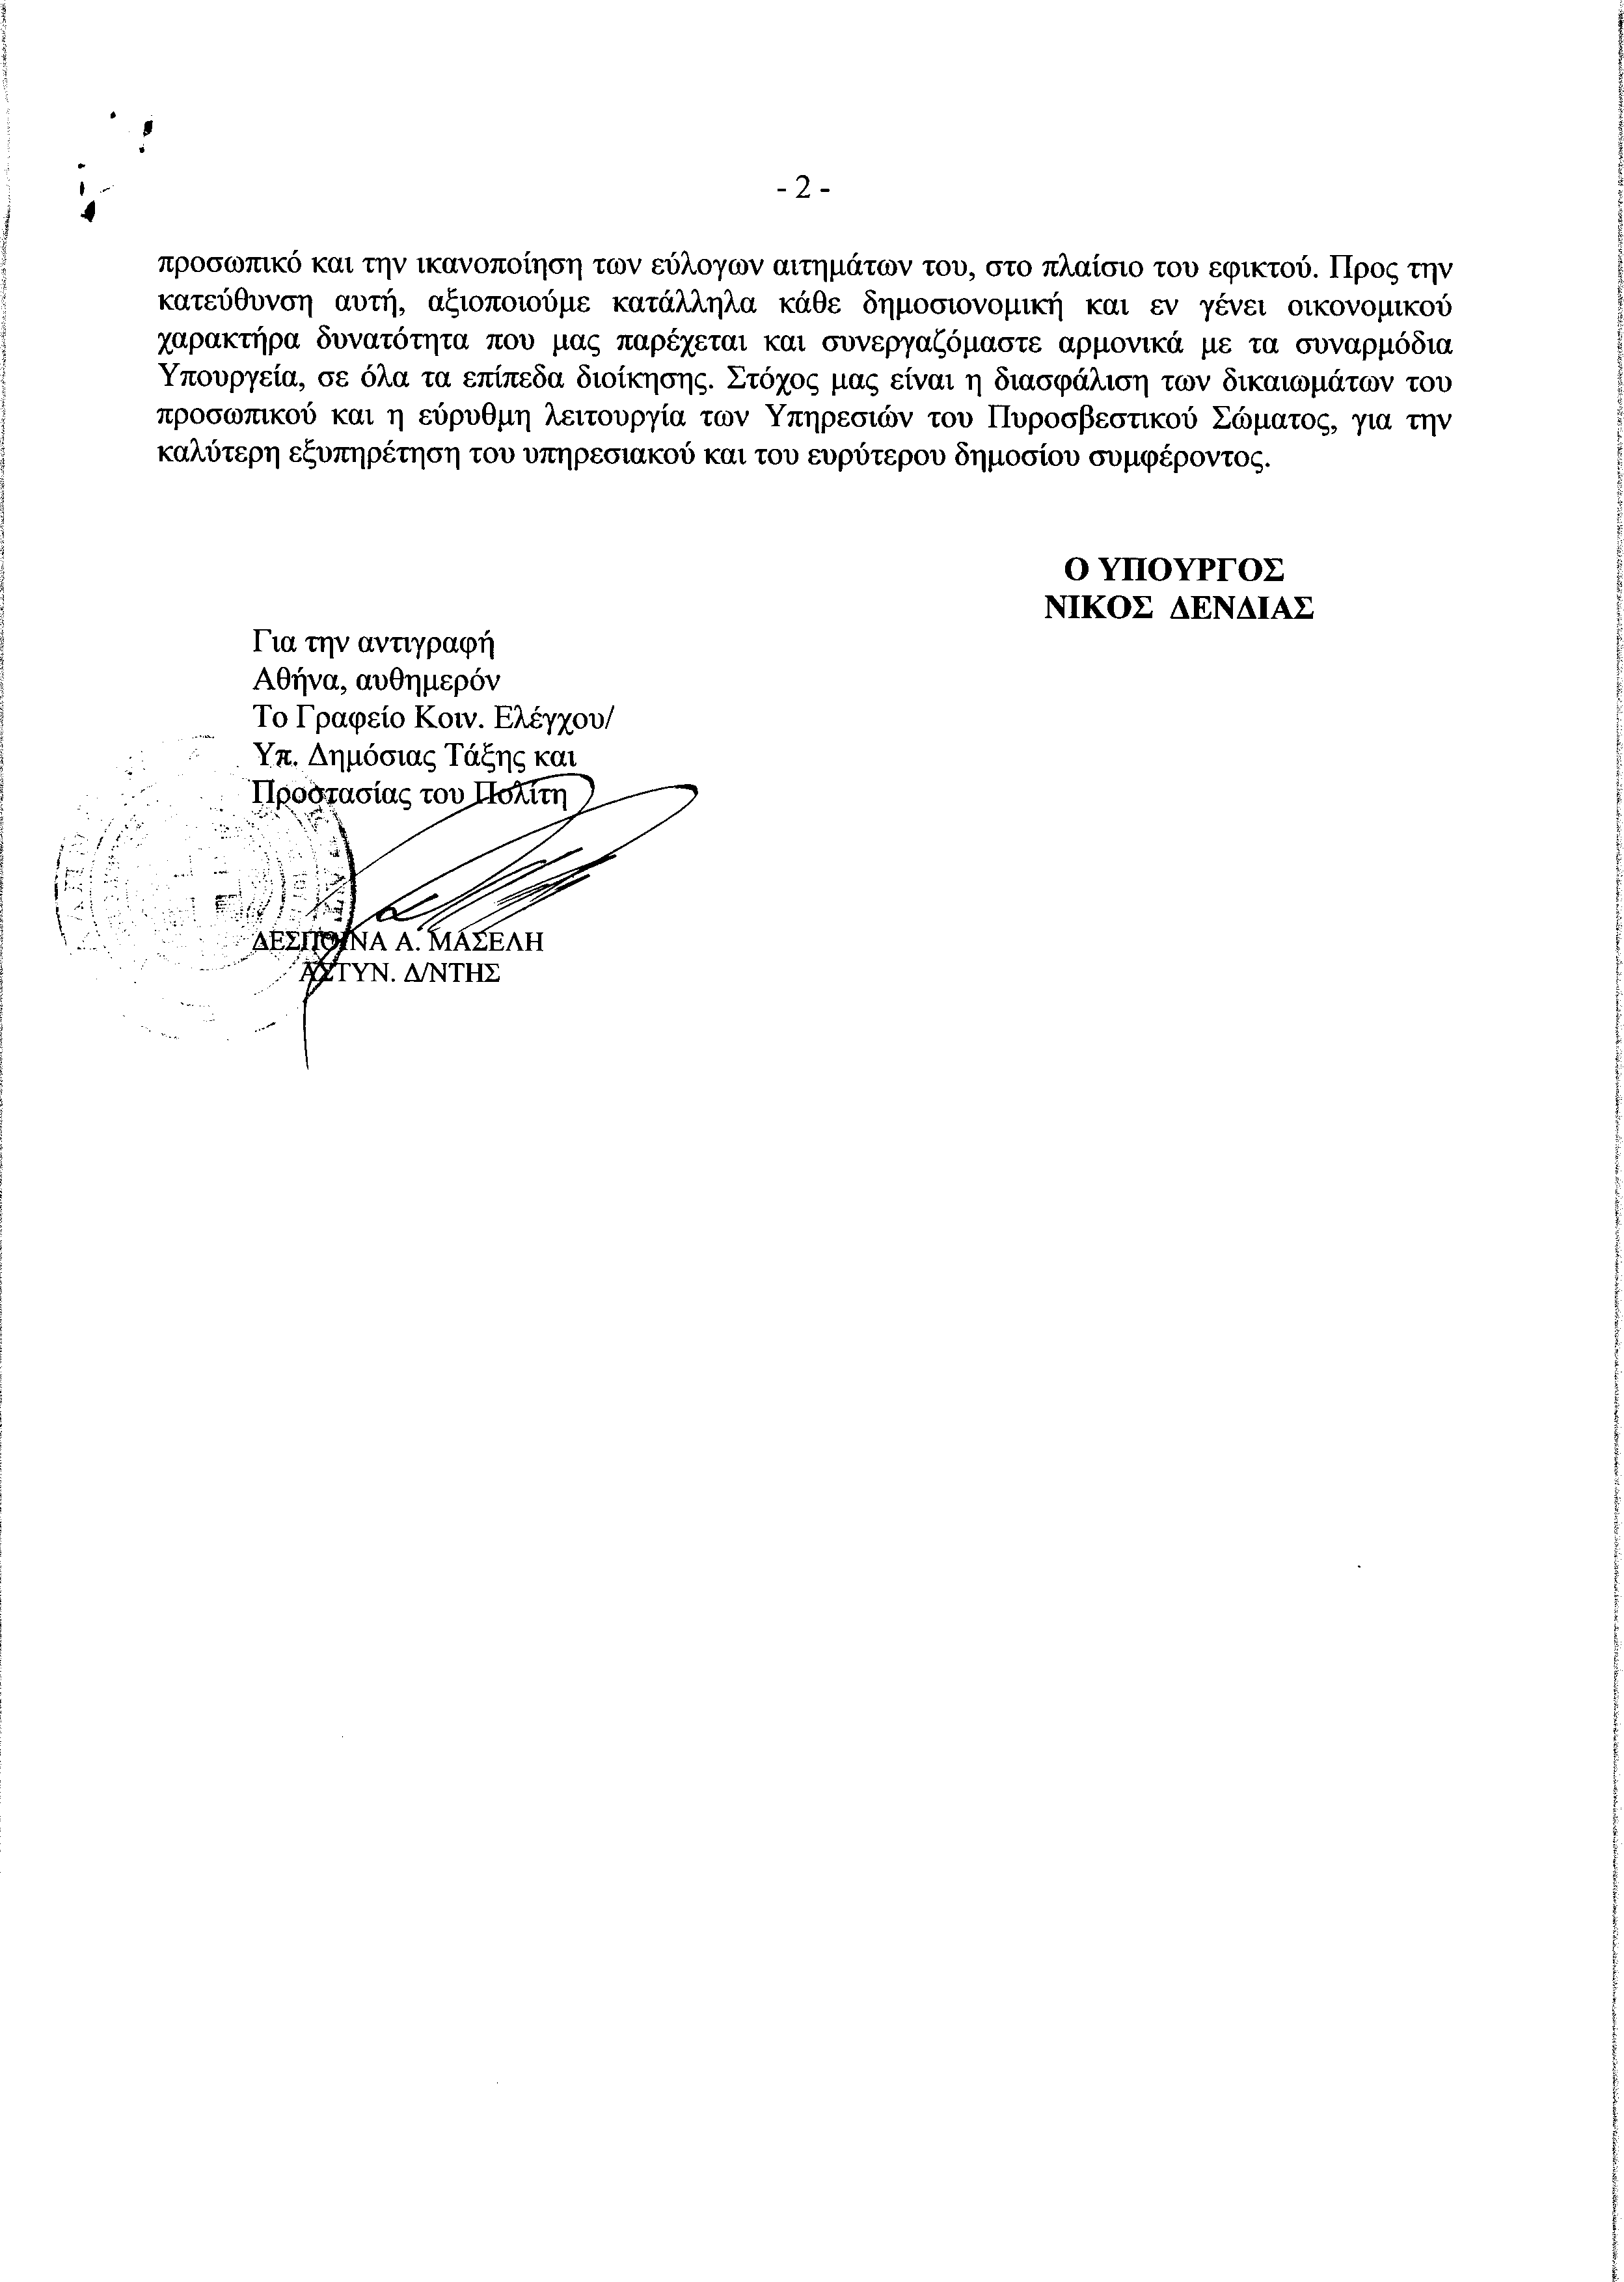 - 2 -
προσωπικό και την ικανοποίηση των εύλογων αιτημάτων του, στο πλαίσιο του εφικτού. Προς την
κατεύθυνση αυτή, αξιοποιούμε κατάλληλα κάθε δημοσιονομική και εν γένει οικονομικού
χαρακτήρα δυνατότητα που μας παρέχεται και συνεργαζόμαστε αρμονικά με τα συναρμόδια
Υπουργεία, σε όλα τα επίπεδα διοίκησης. Στόχος μας είναι η διασφάλιση των δικαιωμάτων του
προσωπικού και η εύρυθμη λειτουργία των Υπηρεσιών του Πυροσβεστικού Σώματος, για την
καλύτερη εξυπηρέτηση του υπηρεσιακού και του ευρύτερου δημοσίου συμφέροντος.
Ο ΥΠΟΥΡΓΟΣ
ΝΙΚΟΣ ΔΕΝΔΙΑΣ
Για την αντιγραφή
Αθήνα, αυθημερόν
Το Γραφείο Κοιν. Ελέγχου/
Υπ. Δημόσιας Τάξης και
Προστασίας του Πολίτη
ΔΕΣΠΟΙΝΑ Α. ΜΑΣΕΛΗ
ΑΣΤΥΝ. Δ/ΝΤΗΣ